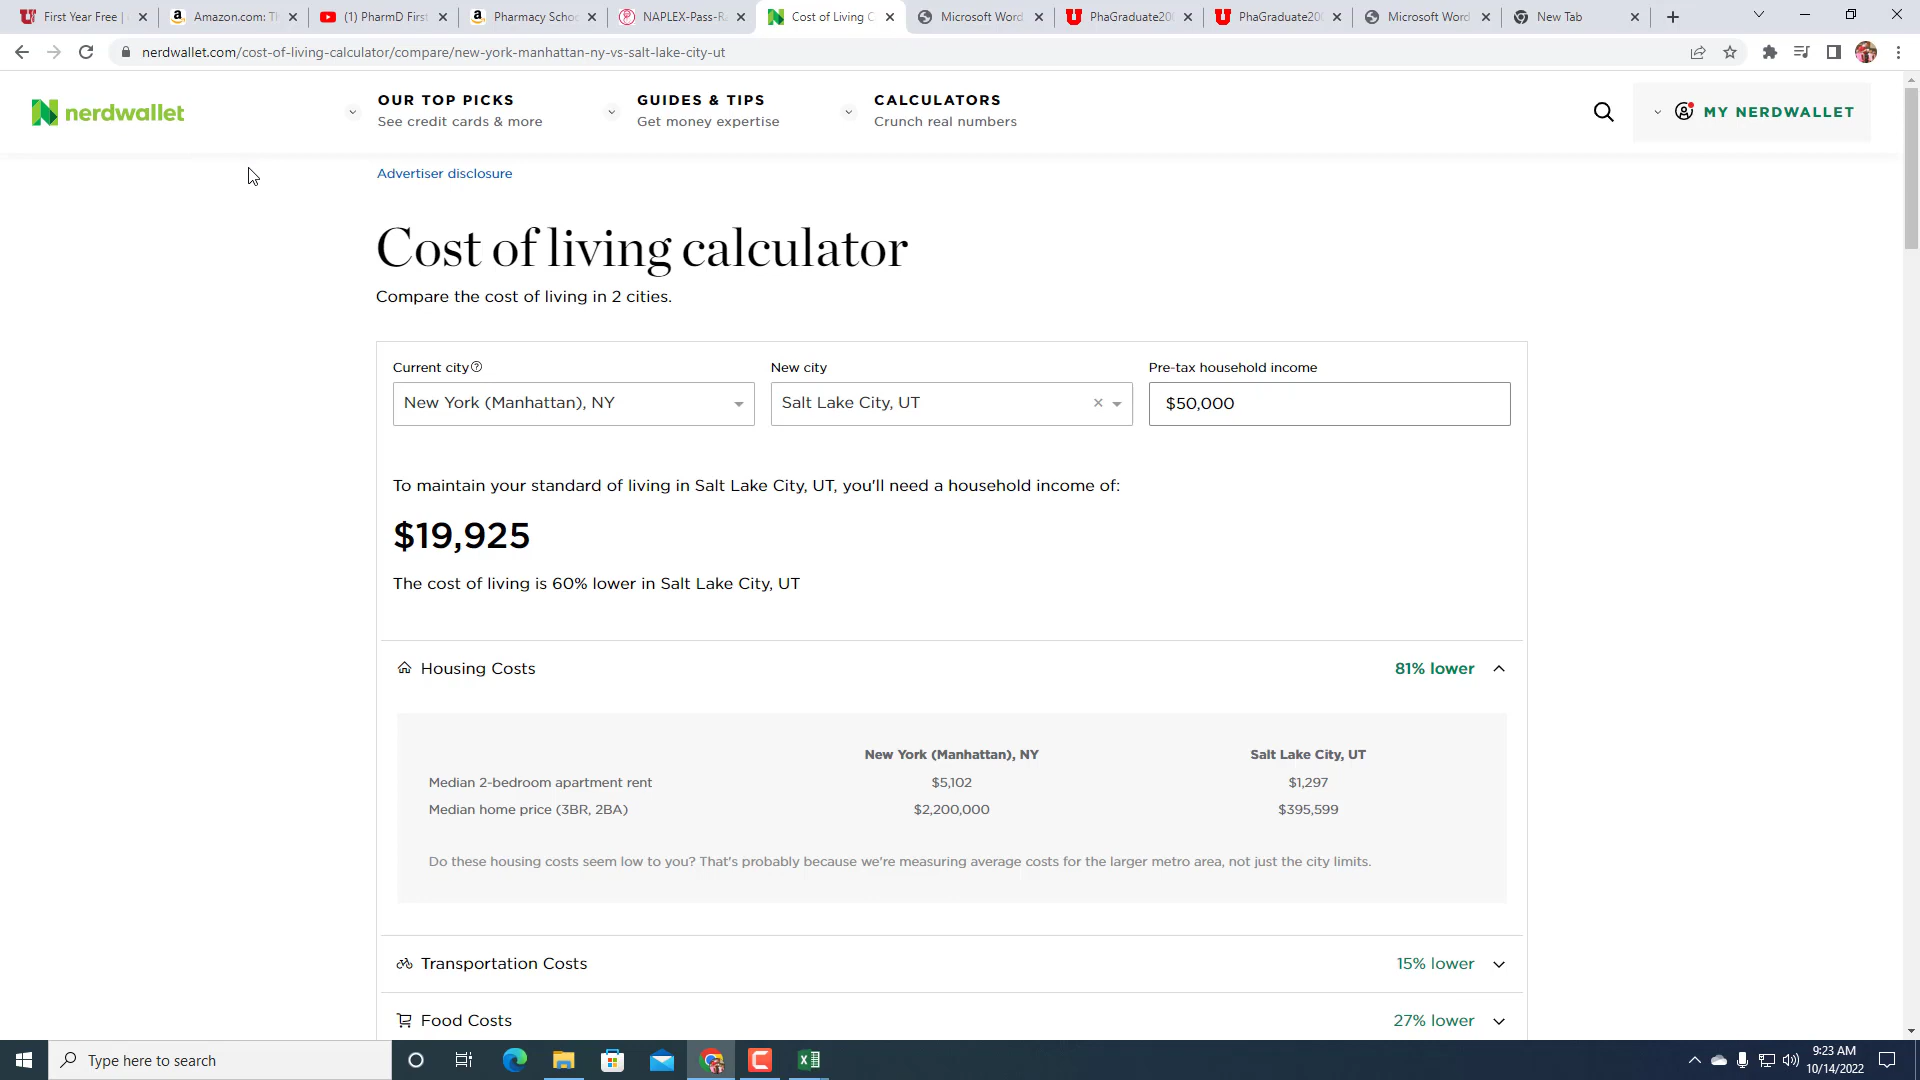 First Year Free |
Amazon.com: Th
(1) PharmD First
Pharmacy Schoo
NAPLEX-Pass-Ra
Cost of Living C
Microsoft Word
PhaGraduate20
PhaGraduate20
Microsoft Word
New Tab
nerdwallet.com/cost-of-living-calculator/compare/new-york-manhattan-ny-vs-salt-lake-city-ut
nerdwallet
OUR TOP PICKS
See credit cards & more
GUIDES & TIPS
Get money expertise
CALCULATORS
Crunch real numbers
MY NERDWALLET
Advertiser disclosure
Cost of living calculator
Compare the cost of living in 2 cities.
Current city
New city
Pre-tax household income
New York (Manhattan), NY
Salt Lake City, UT
$50,000
To maintain your standard of living in Salt Lake City, UT, you'll need a household income of:
$19,925
The cost of living is 60% lower in Salt Lake City, UT
Housing Costs
81% lower
New York (Manhattan), NY
Salt Lake City, UT
Median 2-bedroom apartment rent
$5,102
$1,297
Median home price (3BR, 2BA)
$2,200,000
$395,599
Do these housing costs seem low to you? That's probably because we're measuring average costs for the larger metro area, not just the city limits.
Transportation Costs
15% lower
Food Costs
27% lower
Type here to search
9:23 AM
10/14/2022